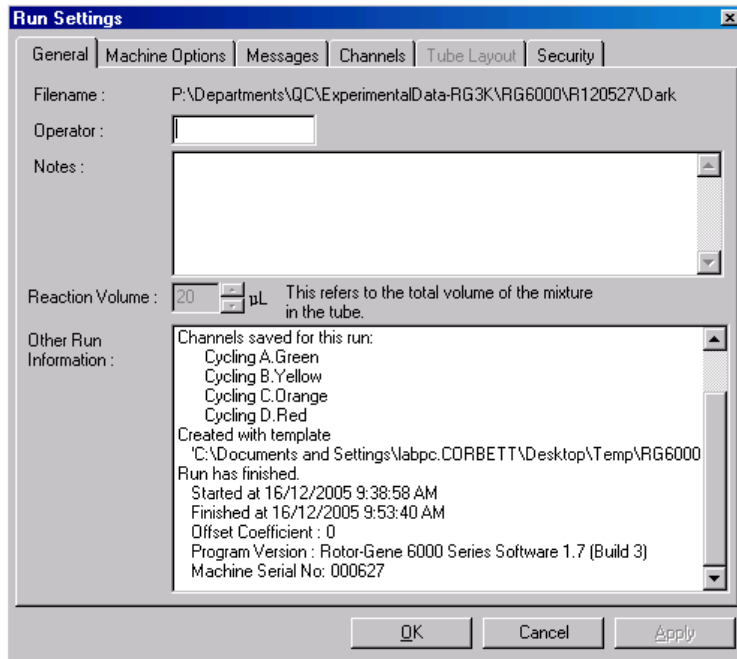 Run Settings
General Machine Options Messages Channels Tube Layout Security
Filename : P:\Departments\QC\ExperimentalData-RG3K\RG6000\R120527\Dark
Operator :
Notes :
Reaction Volume : 20 µL This refers to the total volume of the mixture
in the tube.
Other Run
Information :
Channels saved for this run:
Cycling A.Green
Cycling B.Yellow
Cycling C.Orange
Cycling D.Red
Created with template
'C:\Documents and Settings\labpc.CORBETT\Desktop\Temp\RG6000
Run has finished.
Started at 16/12/2005 9:38:58 AM
Finished at 16/12/2005 9:53:40 AM
Offset Coefficient : 0
Program Version : Rotor-Gene 6000 Series Software 1.7 (Build 3)
Machine Serial No: 000627
OK Cancel Apply